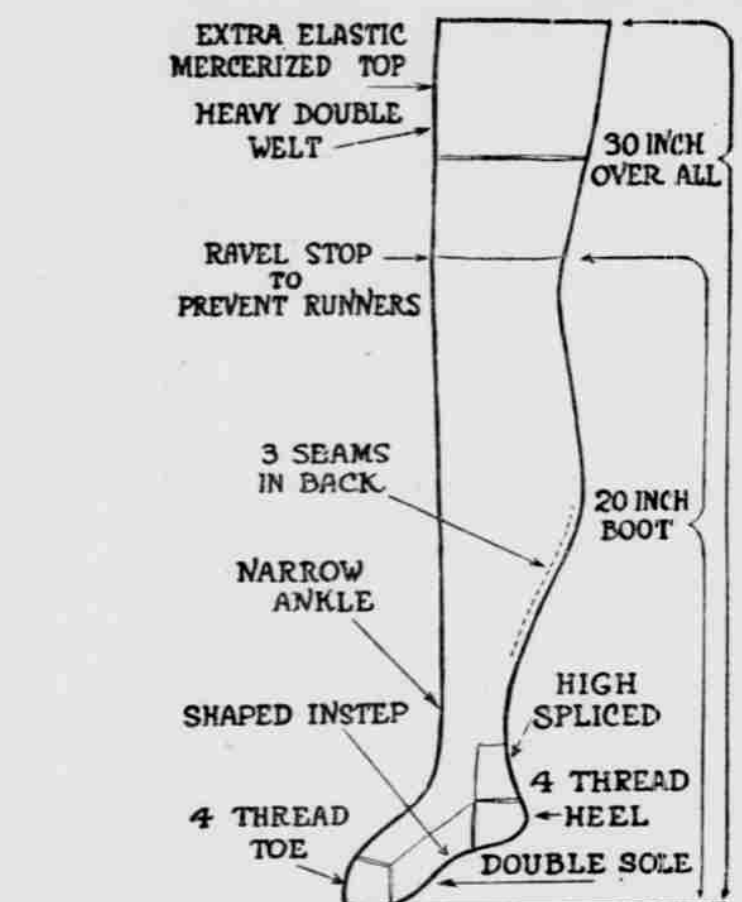 EXTRA ELASTIC
MERCERIZED TOP
HEAVY DOUBLE
WELT
30 INCH
OVER ALL
RAVEL STOP
TO
PREVENT RUNNERS
3 SEAMS
IN BACK
20 INCH
BOOT
NARROW
ANKLE
HIGH
SPLICED
SHAPED INSTEP
4 THREAD
HEEL
4 THREAD
TOE
DOUBLE SOLE